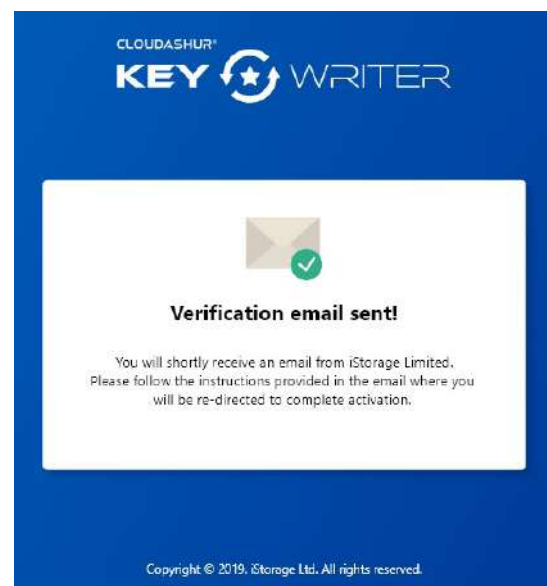 CLOUDASHUR®
KEY WRITER
Verification email sent!
You will shortly receive an email from iStorage Limited.
Please follow the instructions provided in the email where you
will be re-directed to complete activation.
Copyright © 2019. iStorage Ltd. All rights reserved.